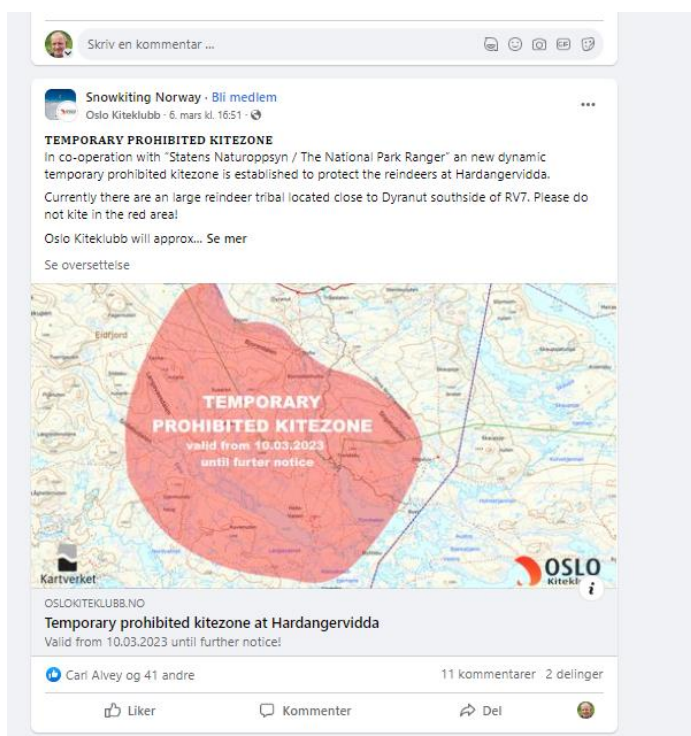 Skriv en kommentar ...
GIF
Snowkiting Norway · Bli medlem
OSLO
Oslo Kiteklubb · 6. mars kl. 16:51 ·
TEMPORARY PROHIBITED KITEZONE
In co-operation with "Statens Naturoppsyn / The National Park Ranger" an new dynamic
temporary prohibited kitezone is established to protect the reindeers at Hardangervidda.
Currently there are an large reindeer tribal located close to Dyranut southside of RV7. Please do
not kite in the red area!
Oslo Kiteklubb will approx... Se mer
Se oversettelse
Dyranut
Eidfjord
TEMPORARY
PROHIBITED KITEZONE
valid from 10.03.2023
until furter notice
Kartverket
OSLO
OSLOKITEKLUBB.NO
Temporary prohibited kitezone at Hardangervidda
Valid from 10.03.2023 until further notice!
Carl Alvey og 41 andre
11 kommentarer 2 delinger
Liker
Kommenter
Del